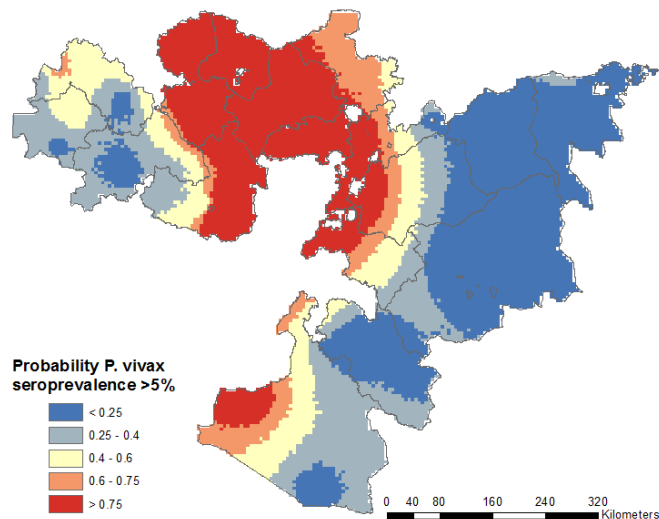 Probability P. vivax
seroprevalence >5%
< 0.25
0.25 - 0.4
0.4 - 0.6
0.6 - 0.75
> 0.75
0 40 80 160 240 320
Kilometers